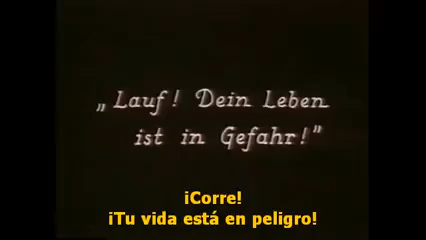 „Lauf! Dein Leben
ist in Gefahr!”
¡Corre!
¡Tu vida está en peligro!